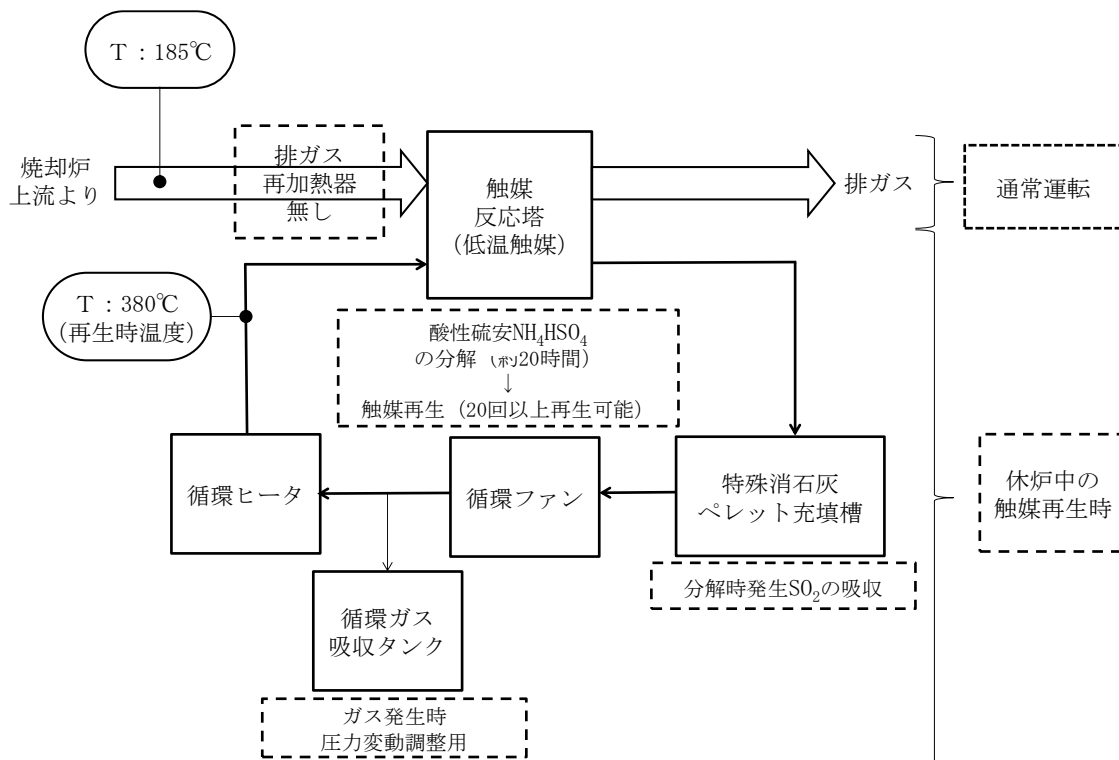 T:185℃
焼却炉
上流より
排ガス
再加熱器
無し
触媒
反応塔
(低温触媒)
排ガス
通常運転
T:380℃
(再生時温度)
酸性硫安NH₄HSO₄
の分解 20時間)
↓
触媒再生 (20回以上再生可能)
循環ヒータ
循環ファン
特殊消石灰
ペレット充填槽
休炉中の
触媒再生時
分解時発生SO₂の吸収
循環ガス
吸収タンク
ガス発生時
圧力変動調整用